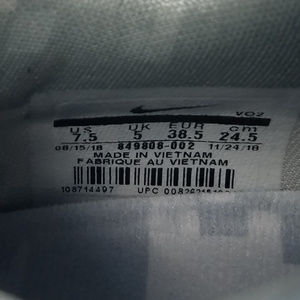 VO2
US UK EUR cm
7.5 5 38.5 24.5
08/15/18 849808-002 11/24/18
MADE IN VIETNAM
FABRIQUE AU VIETNAM
108714497 UPC